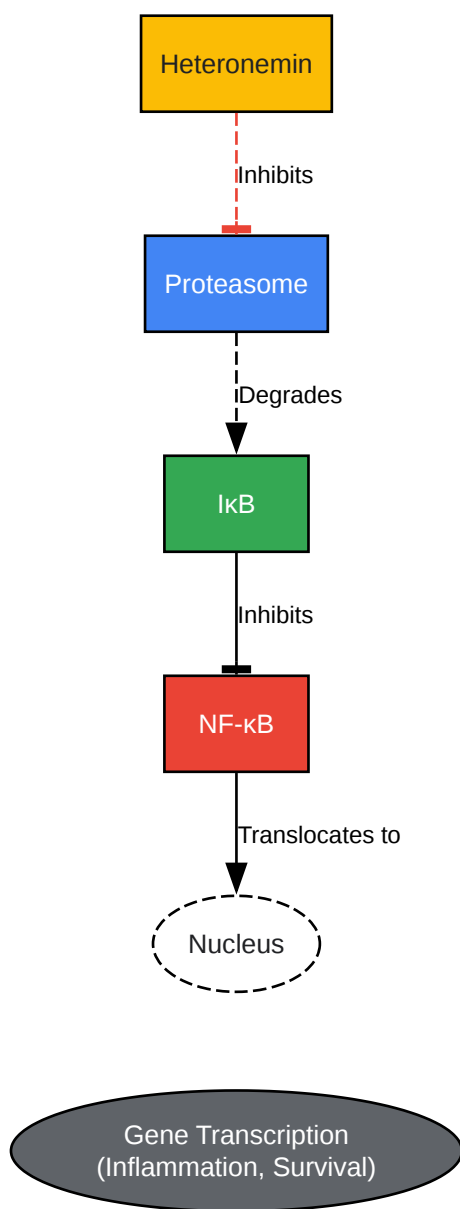 Heteronemin
Inhibits
Proteasome
Degrades
IκB
Inhibits
NF-κB
Translocates to
Nucleus
Gene Transcription
(Inflammation, Survival)